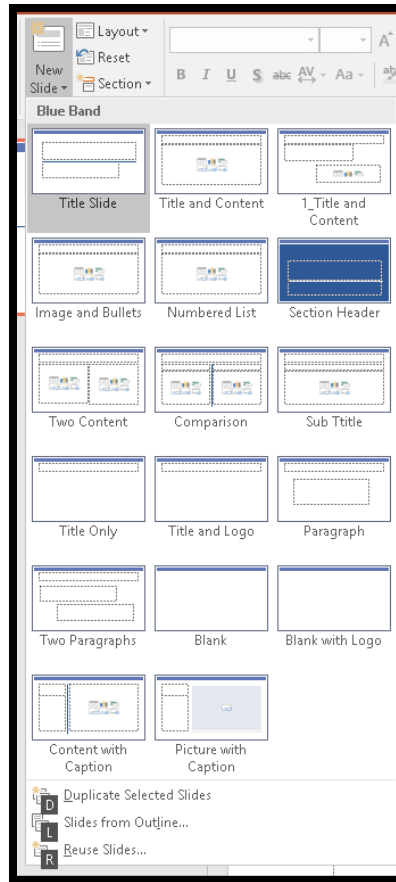 Layout
Reset
New
Slide
Section
B I U S abc AV Aa A
Blue Band
Title Slide
Title and Content
1_Title and
Content
Image and Bullets
Numbered List
Section Header
Two Content
Comparison
Sub Ttitle
Title Only
Title and Logo
Paragraph
Two Paragraphs
Blank
Blank with Logo
Content with
Caption
Picture with
Caption
Duplicate Selected Slides
D
Slides from Outline...
L
Reuse Slides...
R